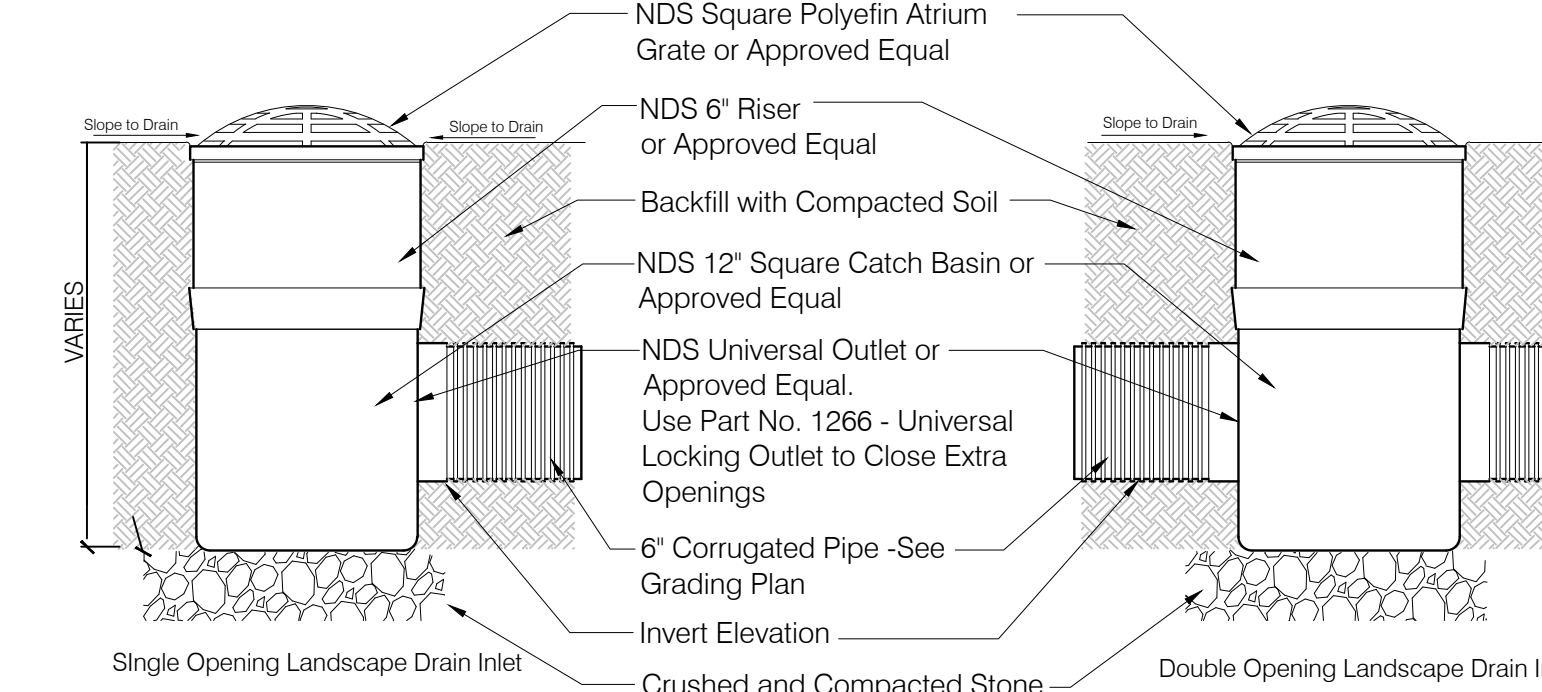 NDS Square Polyefin Atrium
Grate or Approved Equal
NDS 6" Riser
or Approved Equal
Slope to Drain
Slope to Drain
Slope to Drain
Backfill with Compacted Soil
NDS 12" Square Catch Basin or
Approved Equal
VARIES
NDS Universal Outlet or
Approved Equal.
Use Part No. 1266 - Universal
Locking Outlet to Close Extra
Openings
6" Corrugated Pipe -See
Grading Plan
Invert Elevation
Crushed and Compacted Stone
SIngle Opening Landscape Drain Inlet
Double Opening Landscape Drain